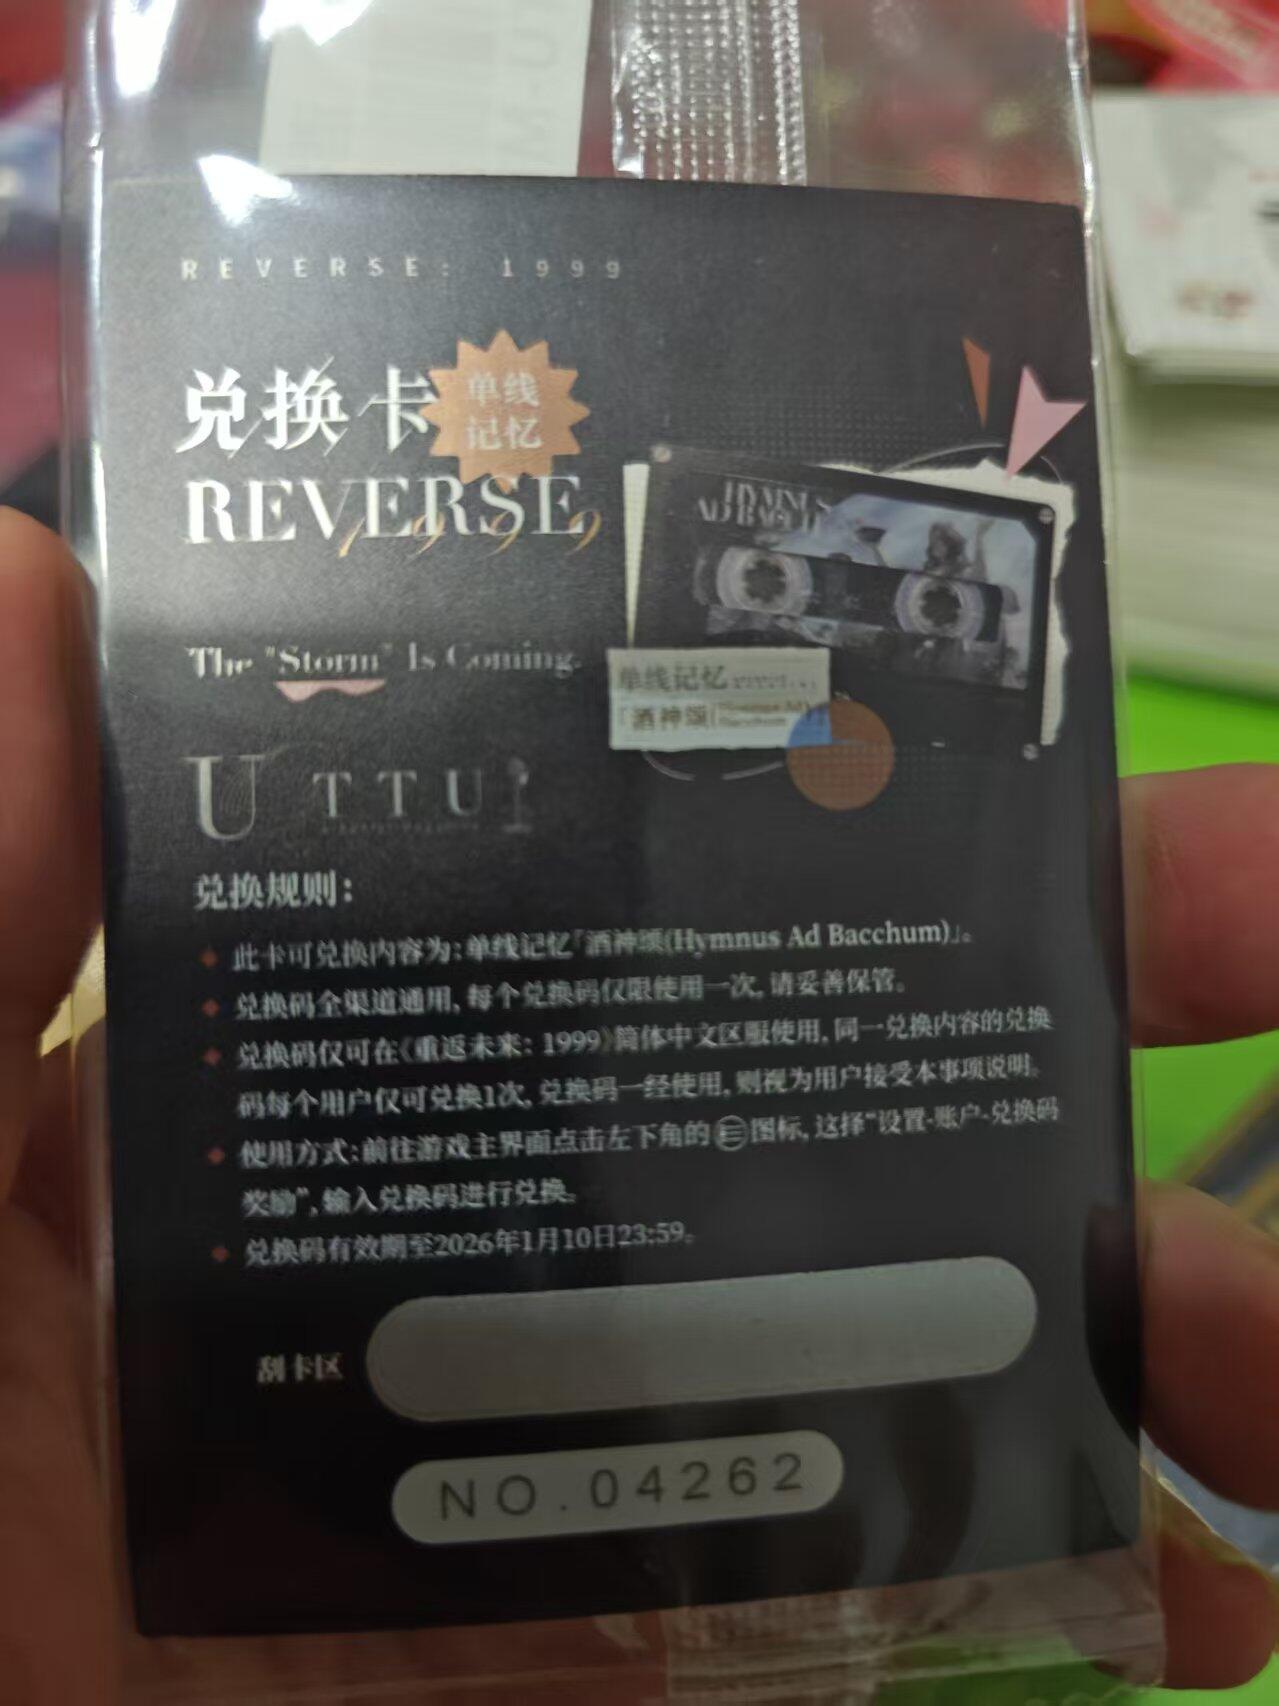 REVERSE: 1999
兑换卡
单线
记忆
REVERSE
1999
HYMNUS
AD BACCHUM
The "Storm" Is Coming.
单线记忆
「酒神颂(Hymnus Ad
Bacchum)」
UTTU
兑换规则：
此卡可兑换内容为：单线记忆「酒神颂(Hymnus Ad Bacchum)」。
兑换码全渠道通用，每个兑换码仅限使用一次，请妥善保管。
兑换码仅可在《重返未来：1999》简体中文区服使用，同一兑换内容的兑换
码每个用户仅可兑换1次，兑换码一经使用，则视为用户接受本事项说明。
使用方式：前往游戏主界面点击左下角的图标，这择“设置-账户-兑换码
奖励”，输入兑换码进行兑换。
兑换码有效期至2026年1月10日23:59。
刮卡区
NO.04262